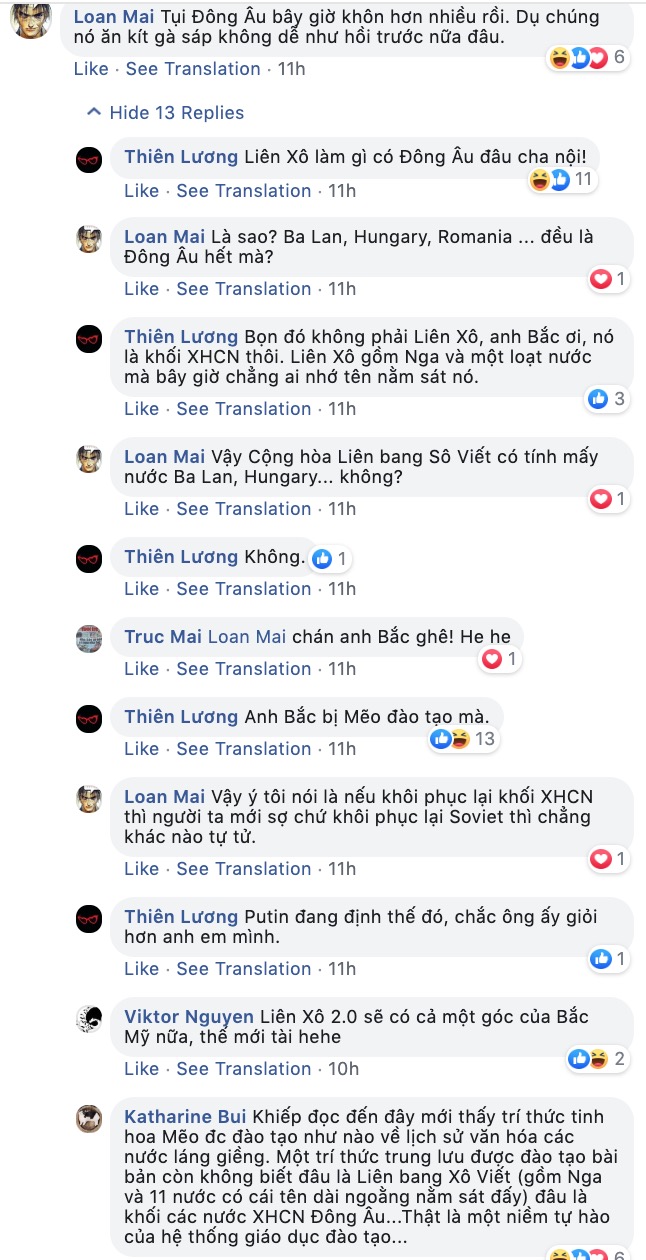 Loan Mai Tụi Đông Âu bây giờ khôn hơn nhiều rồi. Dụ chúng
nó ăn kít gà sáp không dễ như hồi trước nữa đâu.
6
Like · See Translation · 11h
Hide 13 Replies
Thiên Lương Liên Xô làm gì có Đông Âu đâu cha nội!
11
Like · See Translation · 11h
Loan Mai Là sao? Ba Lan, Hungary, Romania ... đều là
Đông Âu hết mà?
1
Like · See Translation · 11h
Thiên Lương Bọn đó không phải Liên Xô, anh Bắc ơi, nó
là khối XHCN thôi. Liên Xô gồm Nga và một loạt nước
mà bây giờ chẳng ai nhớ tên nằm sát nó.
3
Like · See Translation · 11h
Loan Mai Vậy Cộng hòa Liên bang Sô Viết có tính mấy
nước Ba Lan, Hungary... không?
1
Like · See Translation · 11h
Thiên Lương Không. 1
Like · See Translation · 11h
Truc Mai Loan Mai chán anh Bắc ghê! He he
1
Like · See Translation · 11h
Thiên Lương Anh Bắc bị Mẽo đào tạo mà.
13
Like · See Translation · 11h
Loan Mai Vậy ý tôi nói là nếu khôi phục lại khối XHCN
thì người ta mới sợ chứ khôi phục lại Soviet thì chẳng
khác nào tự tử.
1
Like · See Translation · 11h
Thiên Lương Putin đang định thế đó, chắc ông ấy giỏi
hơn anh em mình.
1
Like · See Translation · 11h
Viktor Nguyen Liên Xô 2.0 sẽ có cả một góc của Bắc
Mỹ nữa, thế mới tài hehe
2
Like · See Translation · 10h
Katharine Bui Khiếp đọc đến đây mới thấy trí thức tinh
hoa Mẽo đc đào tạo như nào về lịch sử văn hóa các
nước láng giềng. Một trí thức trung lưu được đào tạo bài
bản còn không biết đâu là Liên bang Xô Viết (gồm Nga
và 11 nước có cái tên dài ngoằng nằm sát đấy) đâu là
khối các nước XHCN Đông Âu...Thật là một niềm tự hào
của hệ thống giáo dục đào tạo...
6